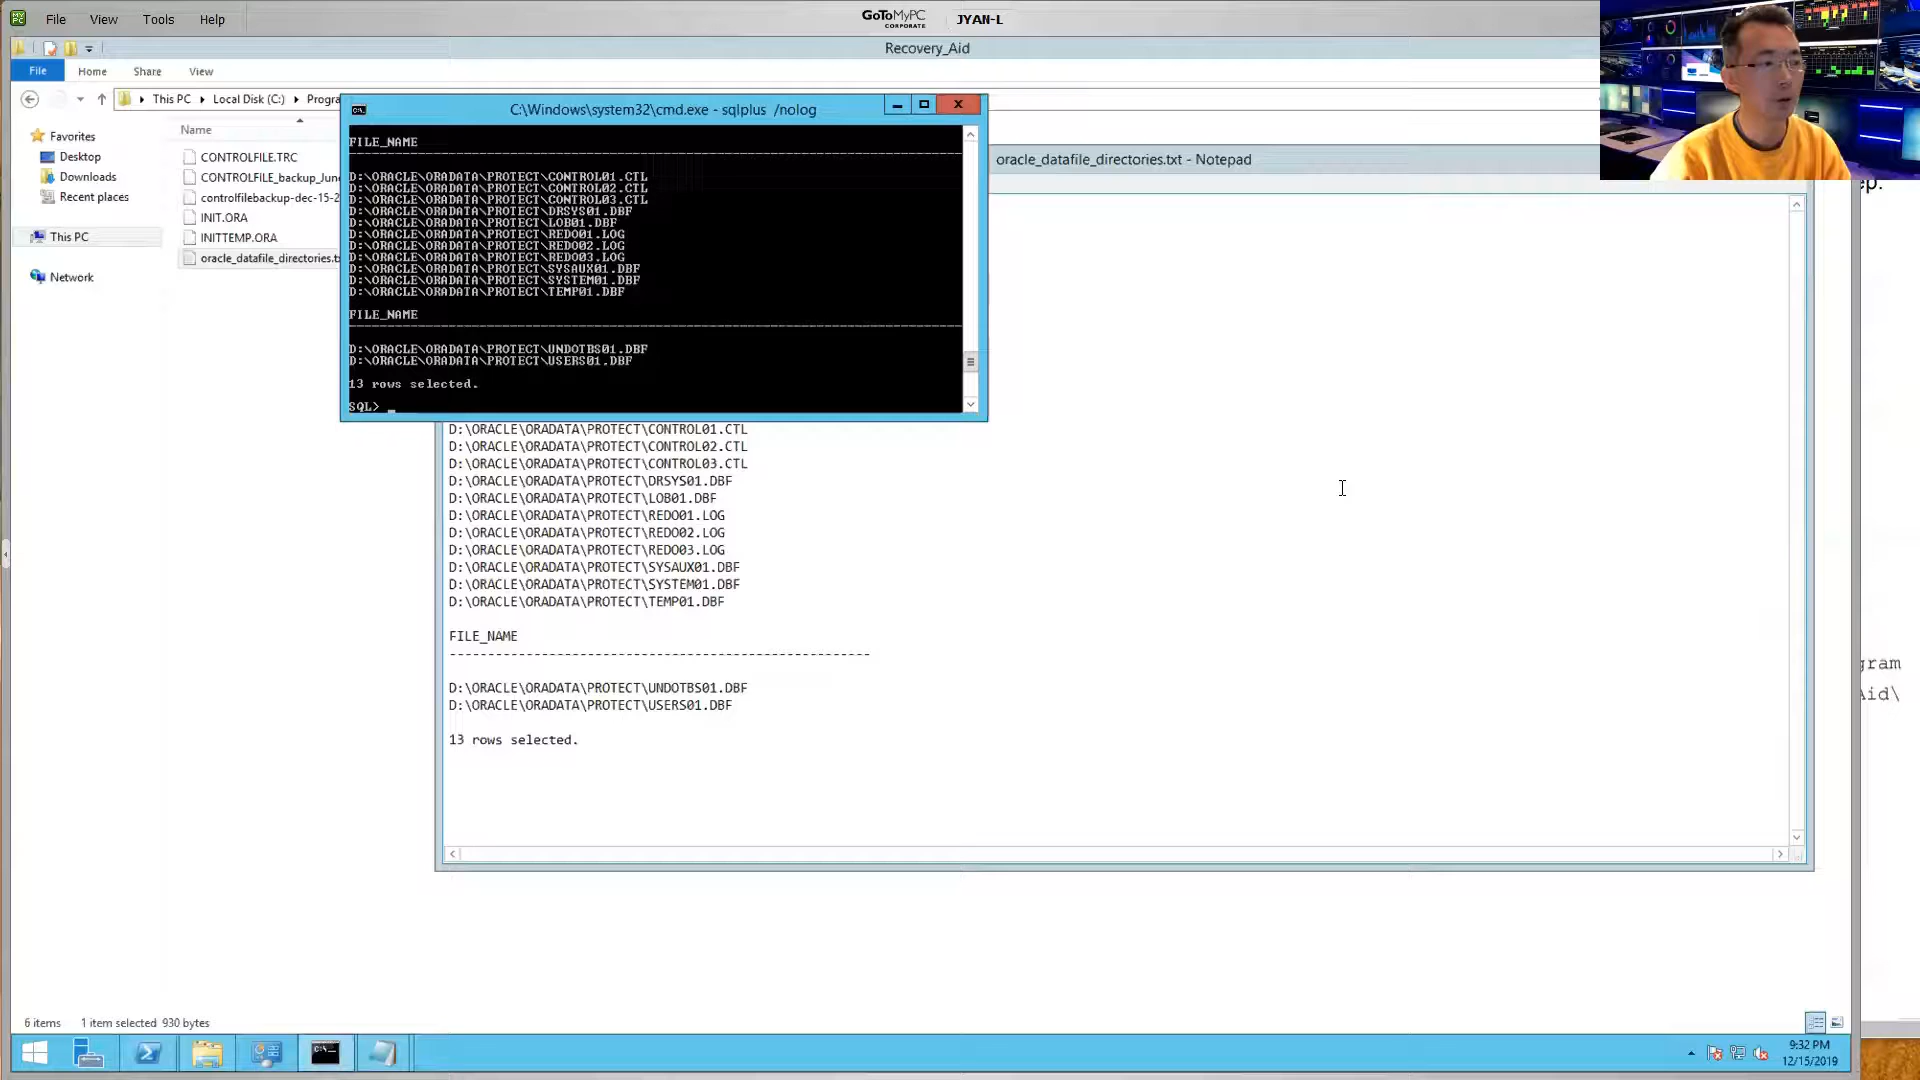 File View Tools Help
GoToMyPC
CORPORATE
JYAN-L
Recovery_Aid
File Home Share View
This PC Local Disk (C:)
Name
Favorites
Desktop
Downloads
Recent places
This PC
Network
CONTROLFILE.TRC
CONTROLFILE_backup_June
controlfilebackup-dec-15-2
INIT.ORA
INITTEMP.ORA
oracle_datafile_directories.tx
C:\Windows\system32\cmd.exe - sqlplus /nolog
FILE_NAME
D:\ORACLE\ORADATA\PROTECT\CONTROL01.CTL
D:\ORACLE\ORADATA\PROTECT\CONTROL02.CTL
D:\ORACLE\ORADATA\PROTECT\CONTROL03.CTL
D:\ORACLE\ORADATA\PROTECT\DRSYS01.DBF
D:\ORACLE\ORADATA\PROTECT\LOB01.DBF
D:\ORACLE\ORADATA\PROTECT\REDO01.LOG
D:\ORACLE\ORADATA\PROTECT\REDO02.LOG
D:\ORACLE\ORADATA\PROTECT\REDO03.LOG
D:\ORACLE\ORADATA\PROTECT\SYSAUX01.DBF
D:\ORACLE\ORADATA\PROTECT\SYSTEM01.DBF
D:\ORACLE\ORADATA\PROTECT\TEMP01.DBF
FILE_NAME
D:\ORACLE\ORADATA\PROTECT\UNDOTBS01.DBF
D:\ORACLE\ORADATA\PROTECT\USERS01.DBF
13 rows selected.
SQL> _
oracle_datafile_directories.txt - Notepad
D:\ORACLE\ORADATA\PROTECT\CONTROL01.CTL
D:\ORACLE\ORADATA\PROTECT\CONTROL02.CTL
D:\ORACLE\ORADATA\PROTECT\CONTROL03.CTL
D:\ORACLE\ORADATA\PROTECT\DRSYS01.DBF
D:\ORACLE\ORADATA\PROTECT\LOB01.DBF
D:\ORACLE\ORADATA\PROTECT\REDO01.LOG
D:\ORACLE\ORADATA\PROTECT\REDO02.LOG
D:\ORACLE\ORADATA\PROTECT\REDO03.LOG
D:\ORACLE\ORADATA\PROTECT\SYSAUX01.DBF
D:\ORACLE\ORADATA\PROTECT\SYSTEM01.DBF
D:\ORACLE\ORADATA\PROTECT\TEMP01.DBF
FILE_NAME
-------------------------------------------------------
D:\ORACLE\ORADATA\PROTECT\UNDOTBS01.DBF
D:\ORACLE\ORADATA\PROTECT\USERS01.DBF
13 rows selected.
ep.
gram
Aid\
6 items 1 item selected 930 bytes
9:32 PM
12/15/2019